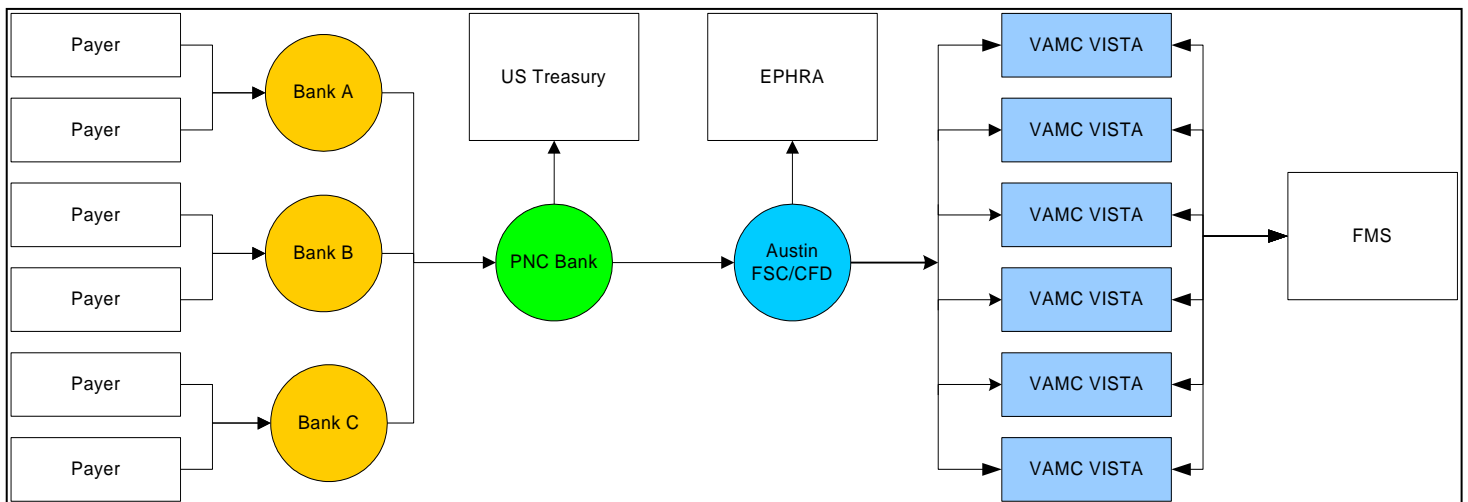 Payer
Payer
Payer
Payer
Payer
Payer
Bank A
Bank B
Bank C
US Treasury
PNC Bank
EPHRA
Austin
FSC/CFD
VAMC VISTA
VAMC VISTA
VAMC VISTA
VAMC VISTA
VAMC VISTA
VAMC VISTA
FMS